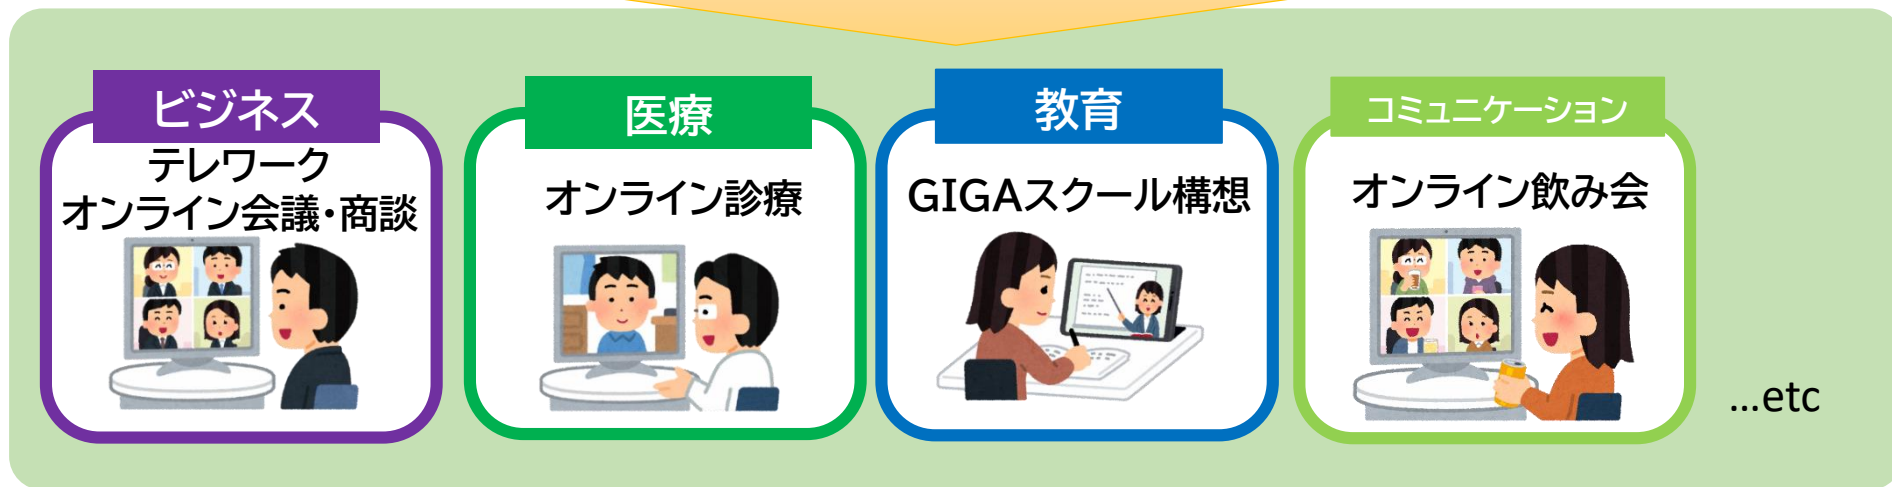 ビジネス
テレワーク
オンライン会議・商談
医療
オンライン診療
教育
GIGAスクール構想
コミュニケーション
オンライン飲み会
...etc